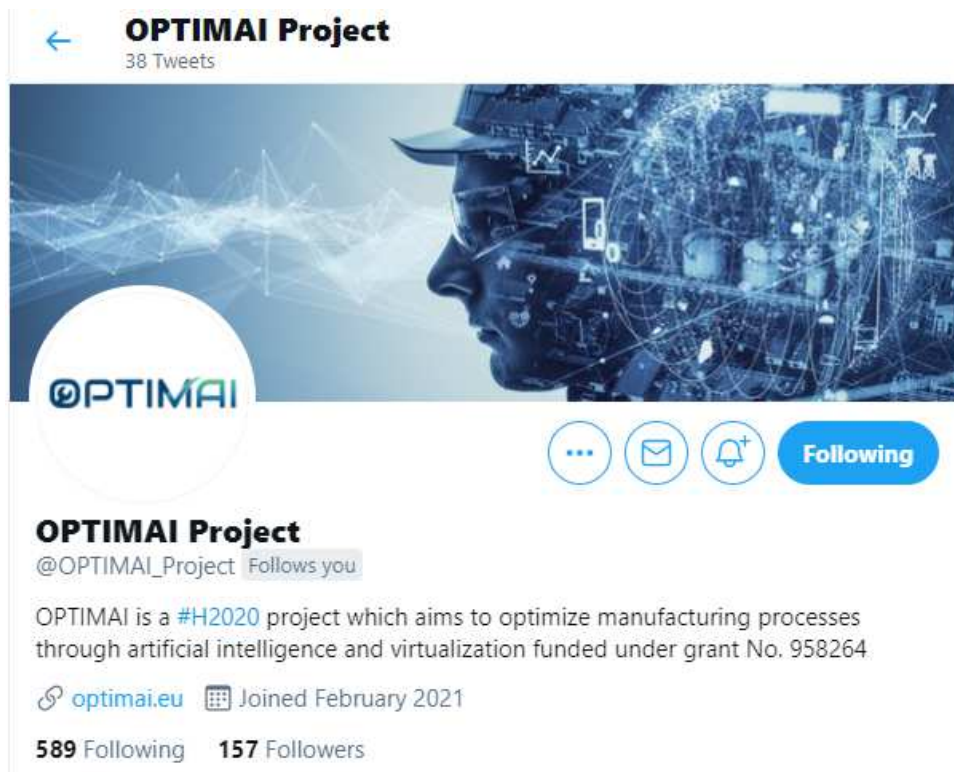 OPTIMAI Project
38 Tweets
OPTIMAI
Following
OPTIMAI Project
@OPTIMAI_Project Follows you
OPTIMAI is a #H2020 project which aims to optimize manufacturing processes
through artificial intelligence and virtualization funded under grant No. 958264
optimai.eu Joined February 2021
589 Following 157 Followers